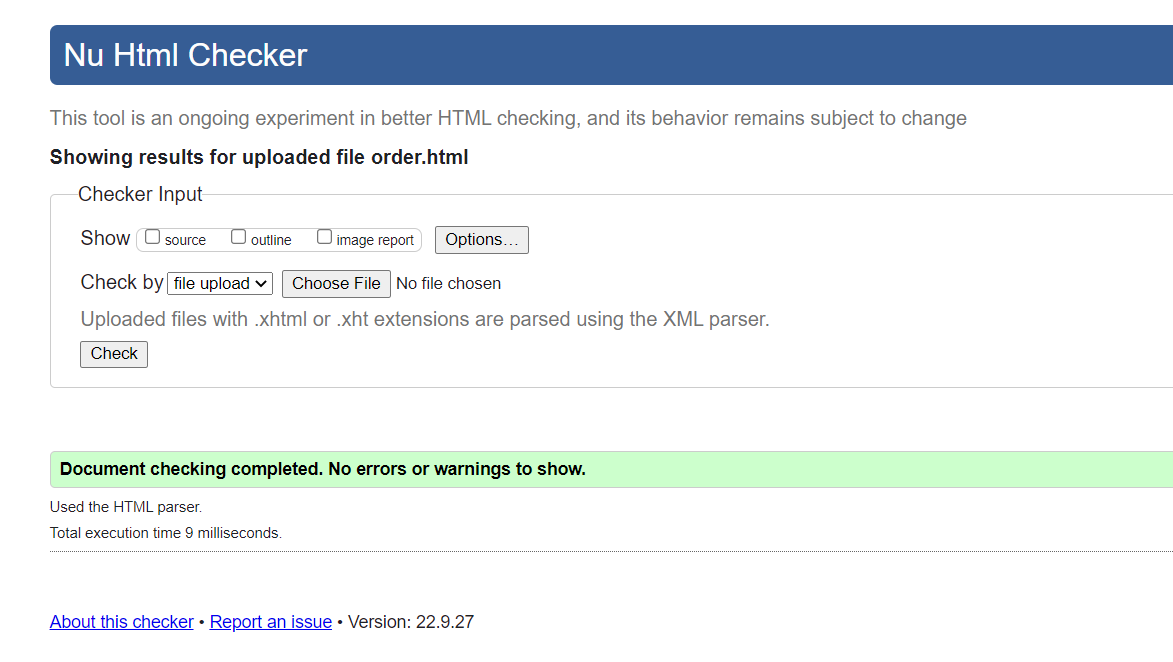 Nu Html Checker
This tool is an ongoing experiment in better HTML checking, and its behavior remains subject to change
Showing results for uploaded file order.html
Checker Input
Show source outline image report Options…
Check by file upload Choose File No file chosen
Uploaded files with .xhtml or .xht extensions are parsed using the XML parser.
Check
Document checking completed. No errors or warnings to show.
Used the HTML parser.
Total execution time 9 milliseconds.
About this checker • Report an issue • Version: 22.9.27